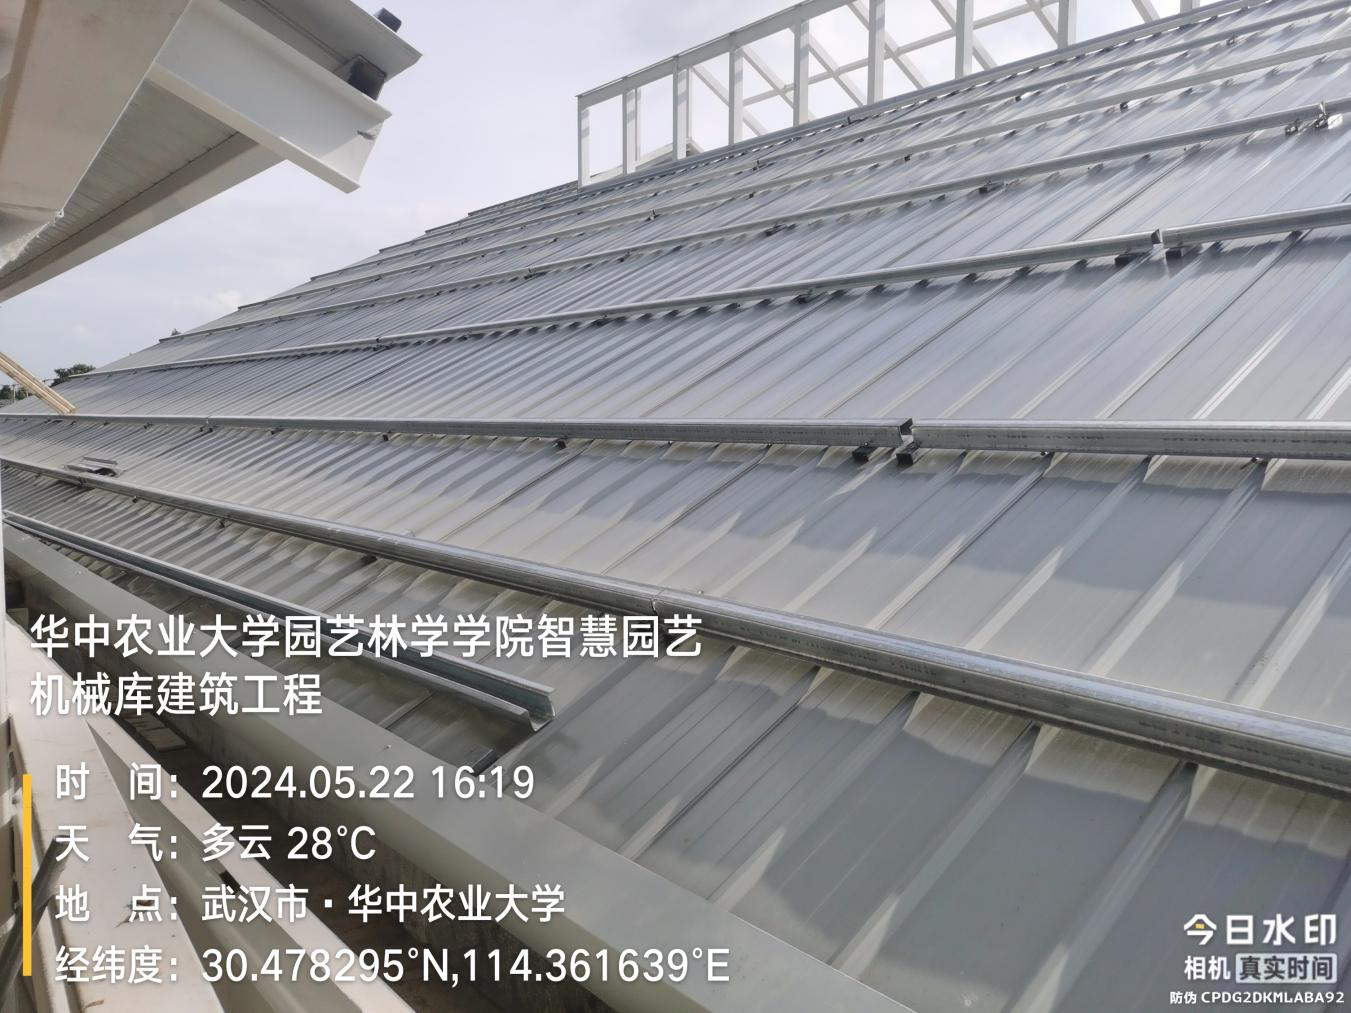 华中农业大学园艺林学学院智慧园艺
机械库建筑工程
时 间：2024.05.22 16:19
天 气：多云 28°C
地 点：武汉市·华中农业大学
经纬度：30.478295°N,114.361639°E
今日水印
相机 真实时间
防伪 CPDG2DKMLABA92